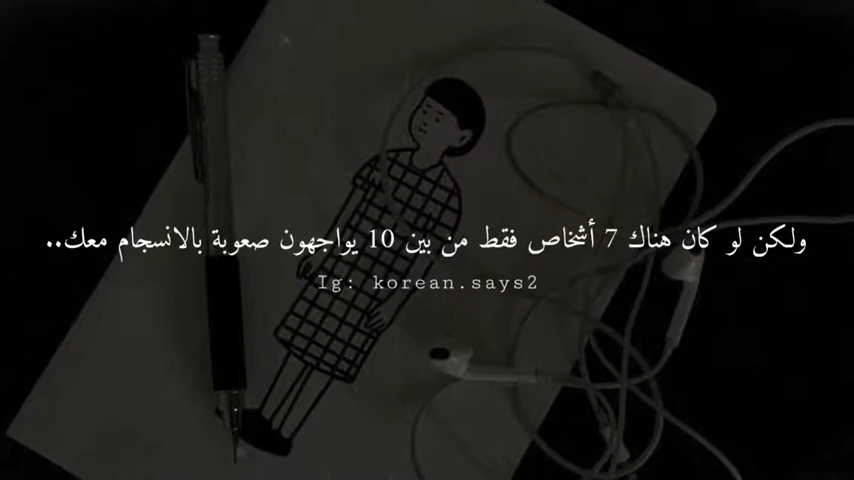 ولكن لو كان هناك 7 أشخاص فقط من بين 10 يواجهون صعوبة بالانسجام معك..
Ig: korean.says2